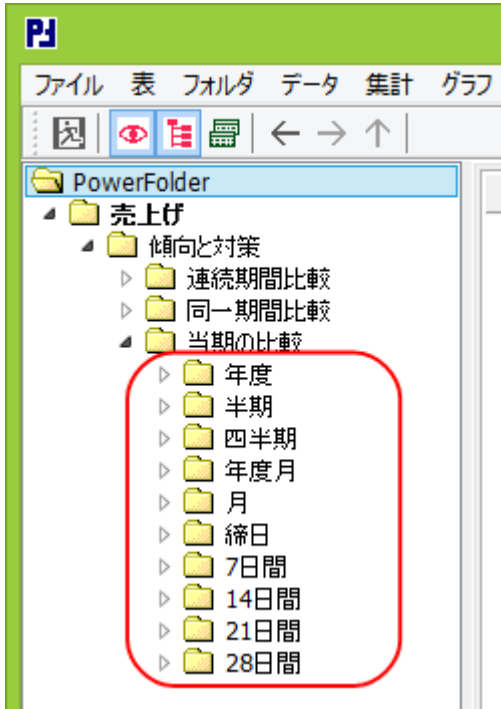 PJ
ファイル 表 フォルダ データ 集計 グラフ
PowerFolder
売上げ
傾向と対策
連続期間比較
同一期間比較
当期の比較
年度
半期
四半期
年度月
月
締日
7日間
14日間
21日間
28日間